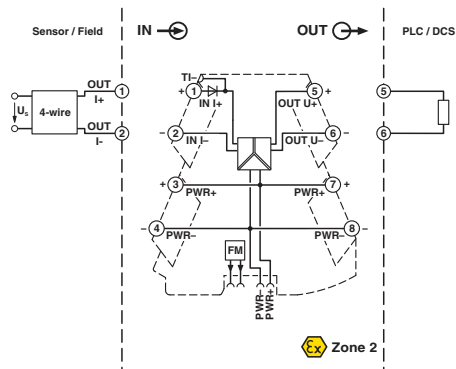 Sensor / Field
IN
OUT
PLC / DCS
TI–
OUT
I+
1
+
1
IN I+
5
+
OUT U+
5
Us
4-wire
OUT
I-
2
–
2
IN I–
OUT U–
6
–
6
+
3
PWR+
PWR+
7
+
–
4
PWR–
PWR–
8
–
FM
PWR–
PWR+
Ex
Zone 2